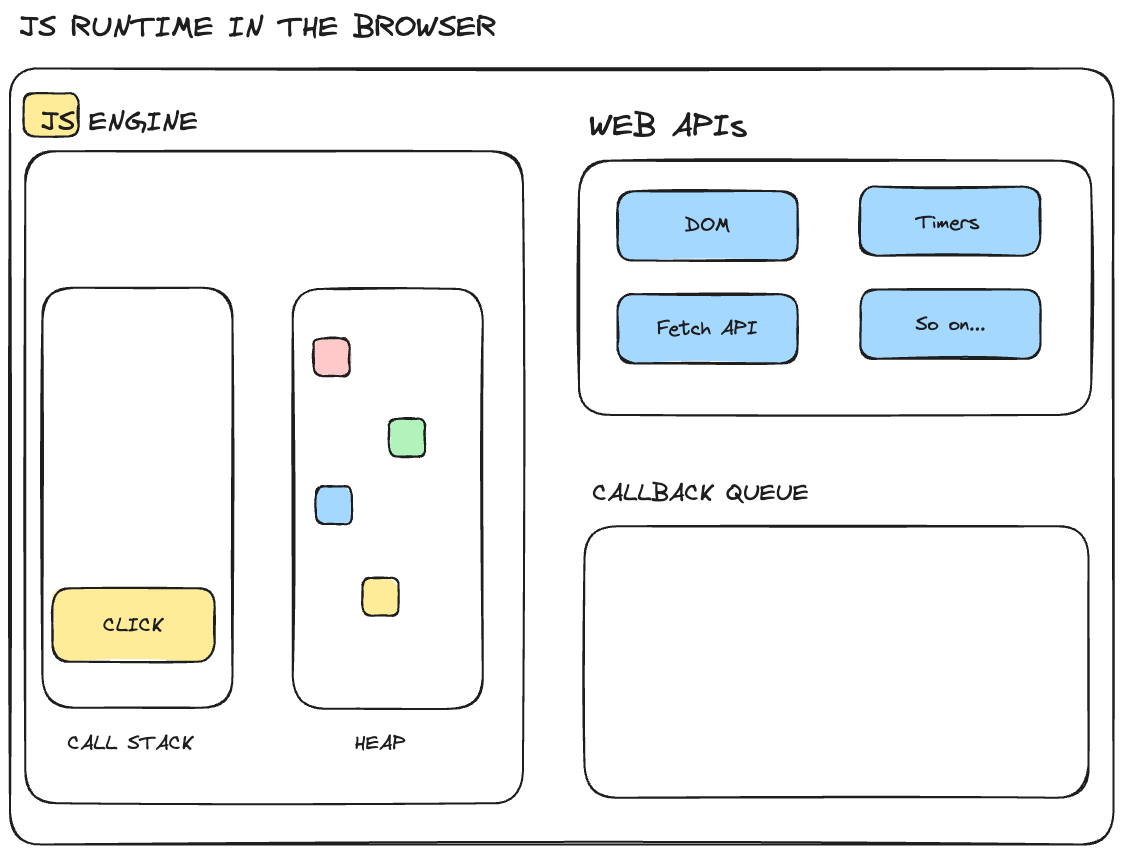 JS RUNTIME IN THE BROWSER
JS ENGINE
CLICK
CALL STACK
HEAP
WEB APIs
DOM
Timers
Fetch API
So on...
CALLBACK QUEUE